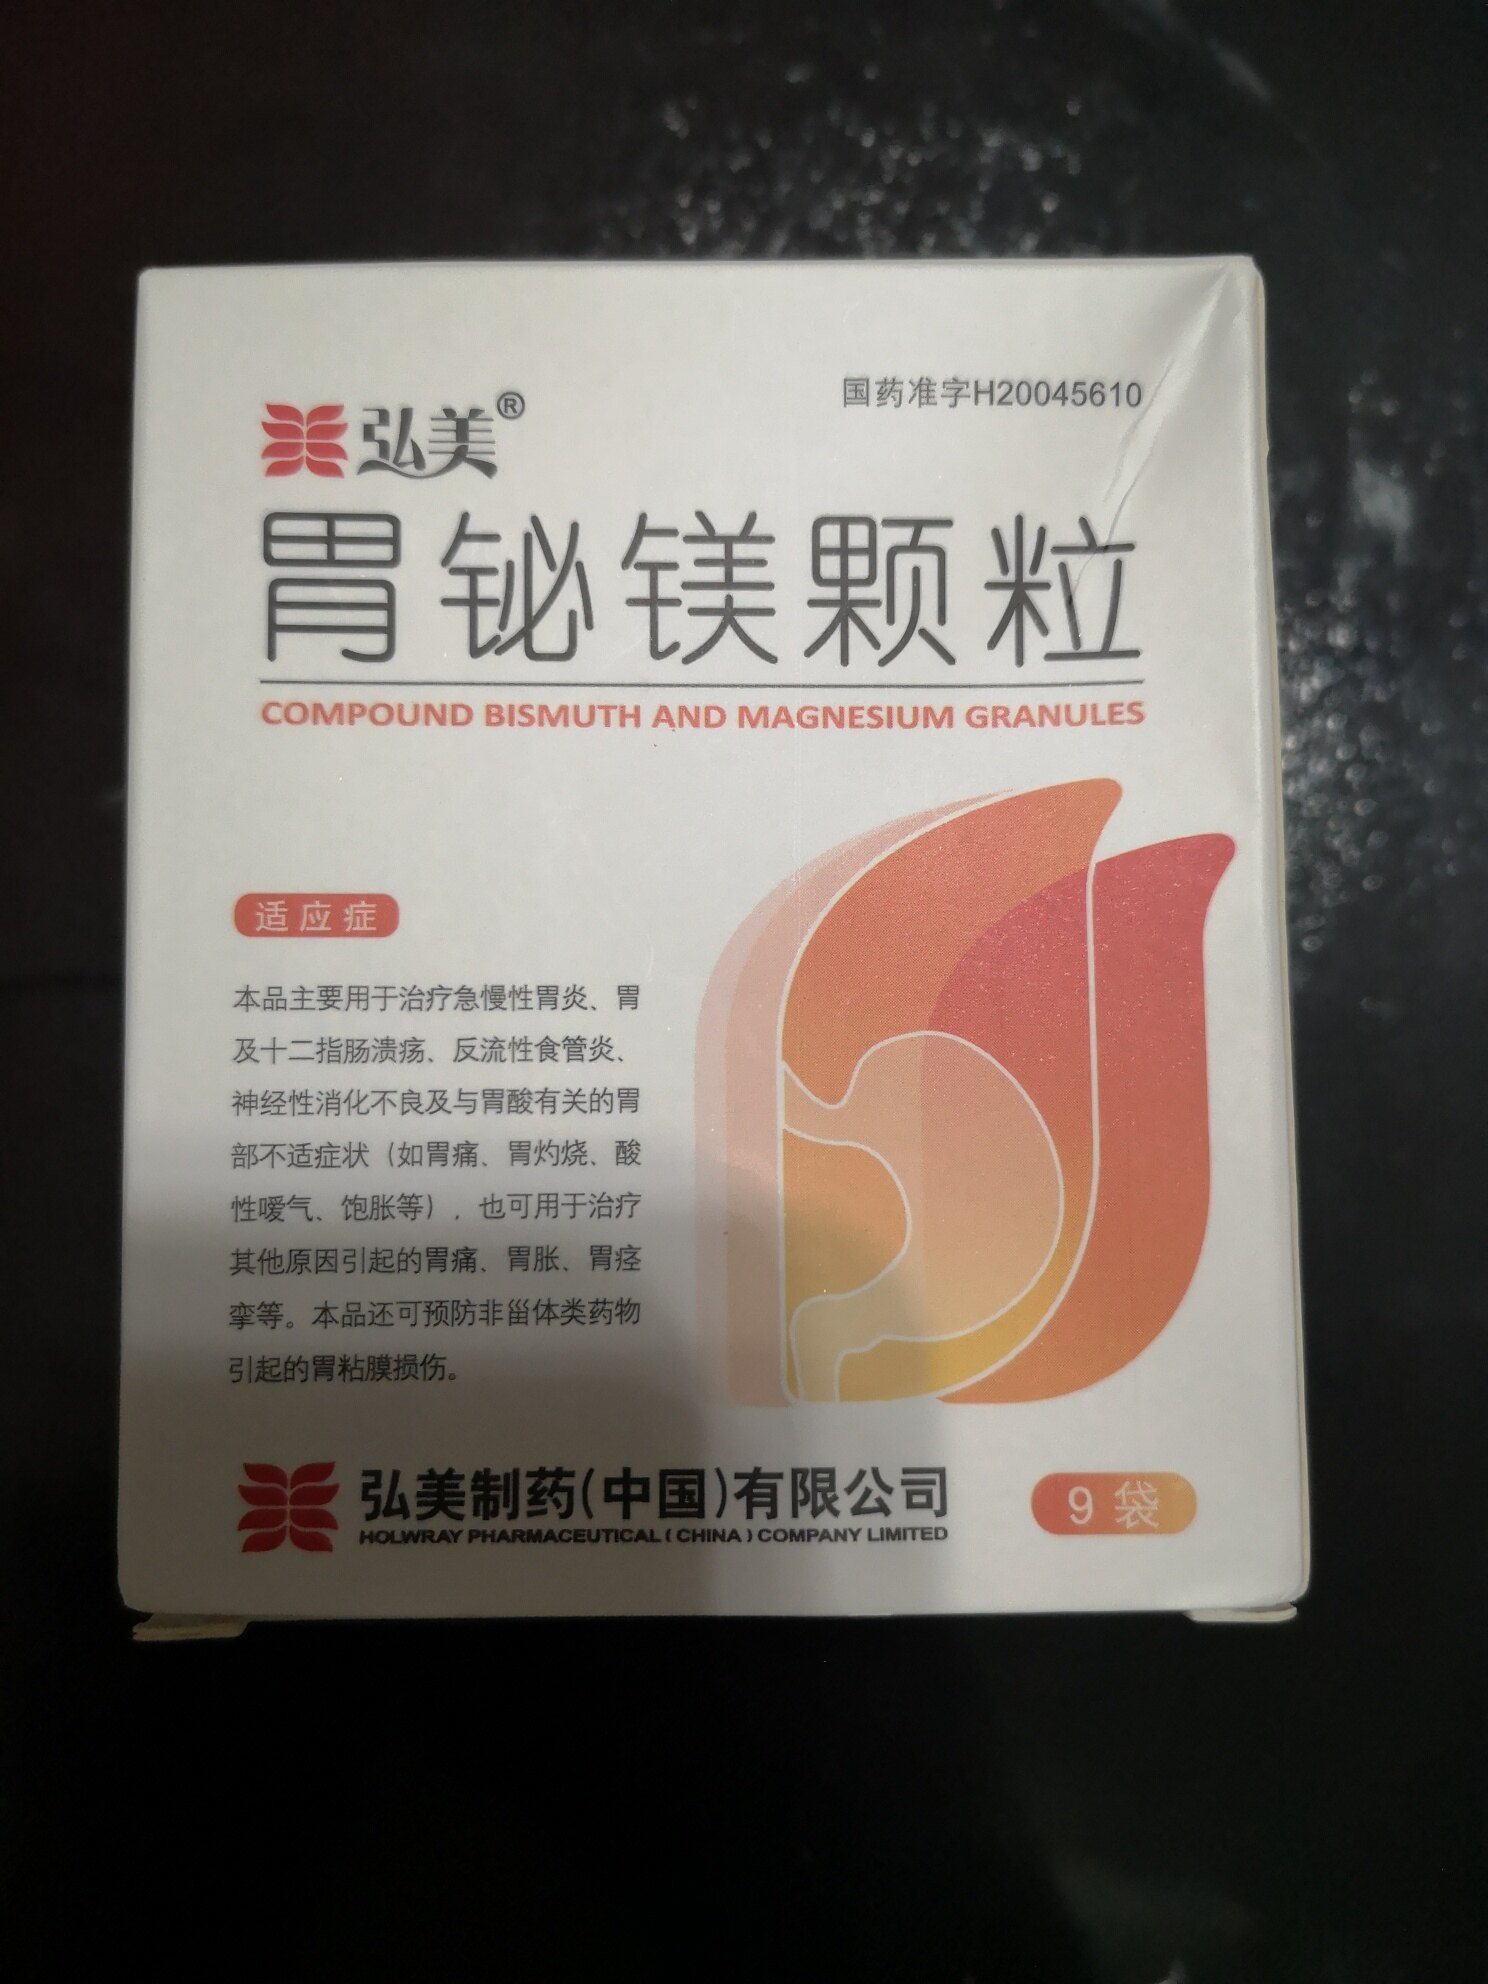 国药准字H20045610
弘美®
胃铋镁颗粒
COMPOUND BISMUTH AND MAGNESIUM GRANULES
适应症
本品主要用于治疗急慢性胃炎、胃
及十二指肠溃疡、反流性食管炎、
神经性消化不良及与胃酸有关的胃
部不适症状（如胃痛、胃灼烧、酸
性嗳气、饱胀等），也可用于治疗
其他原因引起的胃痛、胃胀、胃痉
挛等。本品还可预防非甾体类药物
引起的胃粘膜损伤。
弘美制药(中国)有限公司
HOLWRAY PHARMACEUTICAL ( CHINA ) COMPANY LIMITED
9 袋